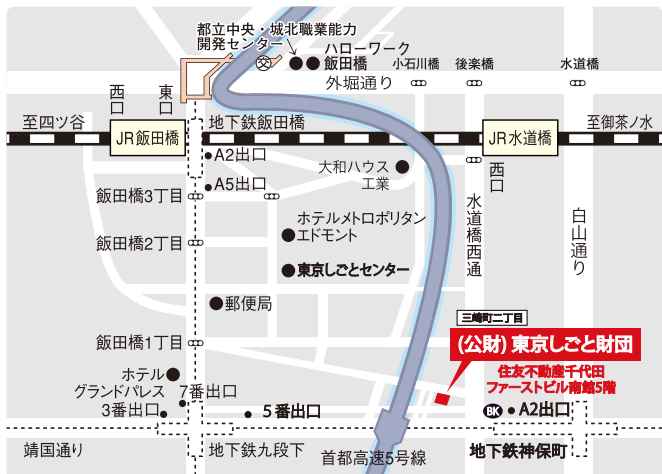 都立中央・城北職業能力
開発センター
交
ハローワーク
飯田橋
小石川橋
後楽橋
水道橋
外堀通り
西口
東口
至四ツ谷
JR飯田橋
地下鉄飯田橋
JR水道橋
至御茶ノ水
A2出口
大和ハウス
工業
西口
A5出口
飯田橋3丁目
ホテルメトロポリタン
エドモント
水道橋西通
白山通り
飯田橋2丁目
東京しごとセンター
郵便局
三崎町二丁目
飯田橋1丁目
(公財) 東京しごと財団
住友不動産千代田
ファーストビル南館5階
ホテル
グランドパレス
7番出口
3番出口
5番出口
BK
A2出口
靖国通り
地下鉄九段下
首都高速5号線
地下鉄神保町